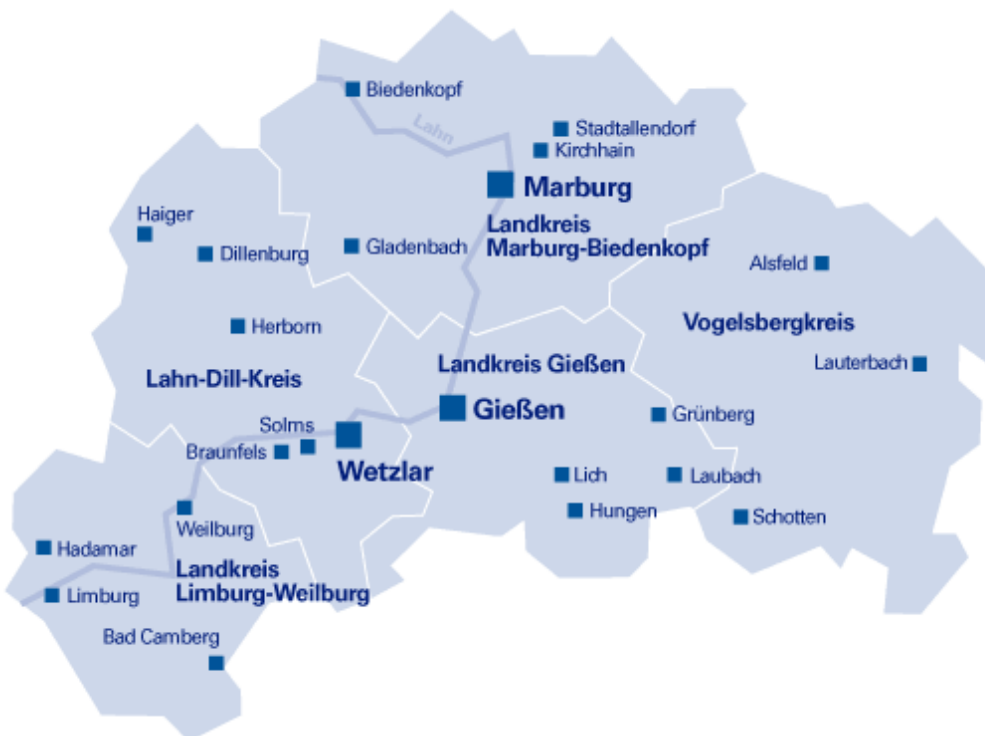 Biedenkopf
Lahn
Stadtallendorf
Kirchhain
Marburg
Haiger
Landkreis
Marburg-Biedenkopf
Dillenburg
Gladenbach
Alsfeld
Herborn
Vogelsbergkreis
Landkreis Gießen
Lauterbach
Lahn-Dill-Kreis
Gießen
Grünberg
Solms
Braunfels
Wetzlar
Lich
Laubach
Hungen
Schotten
Weilburg
Hadamar
Landkreis
Limburg-Weilburg
Limburg
Bad Camberg